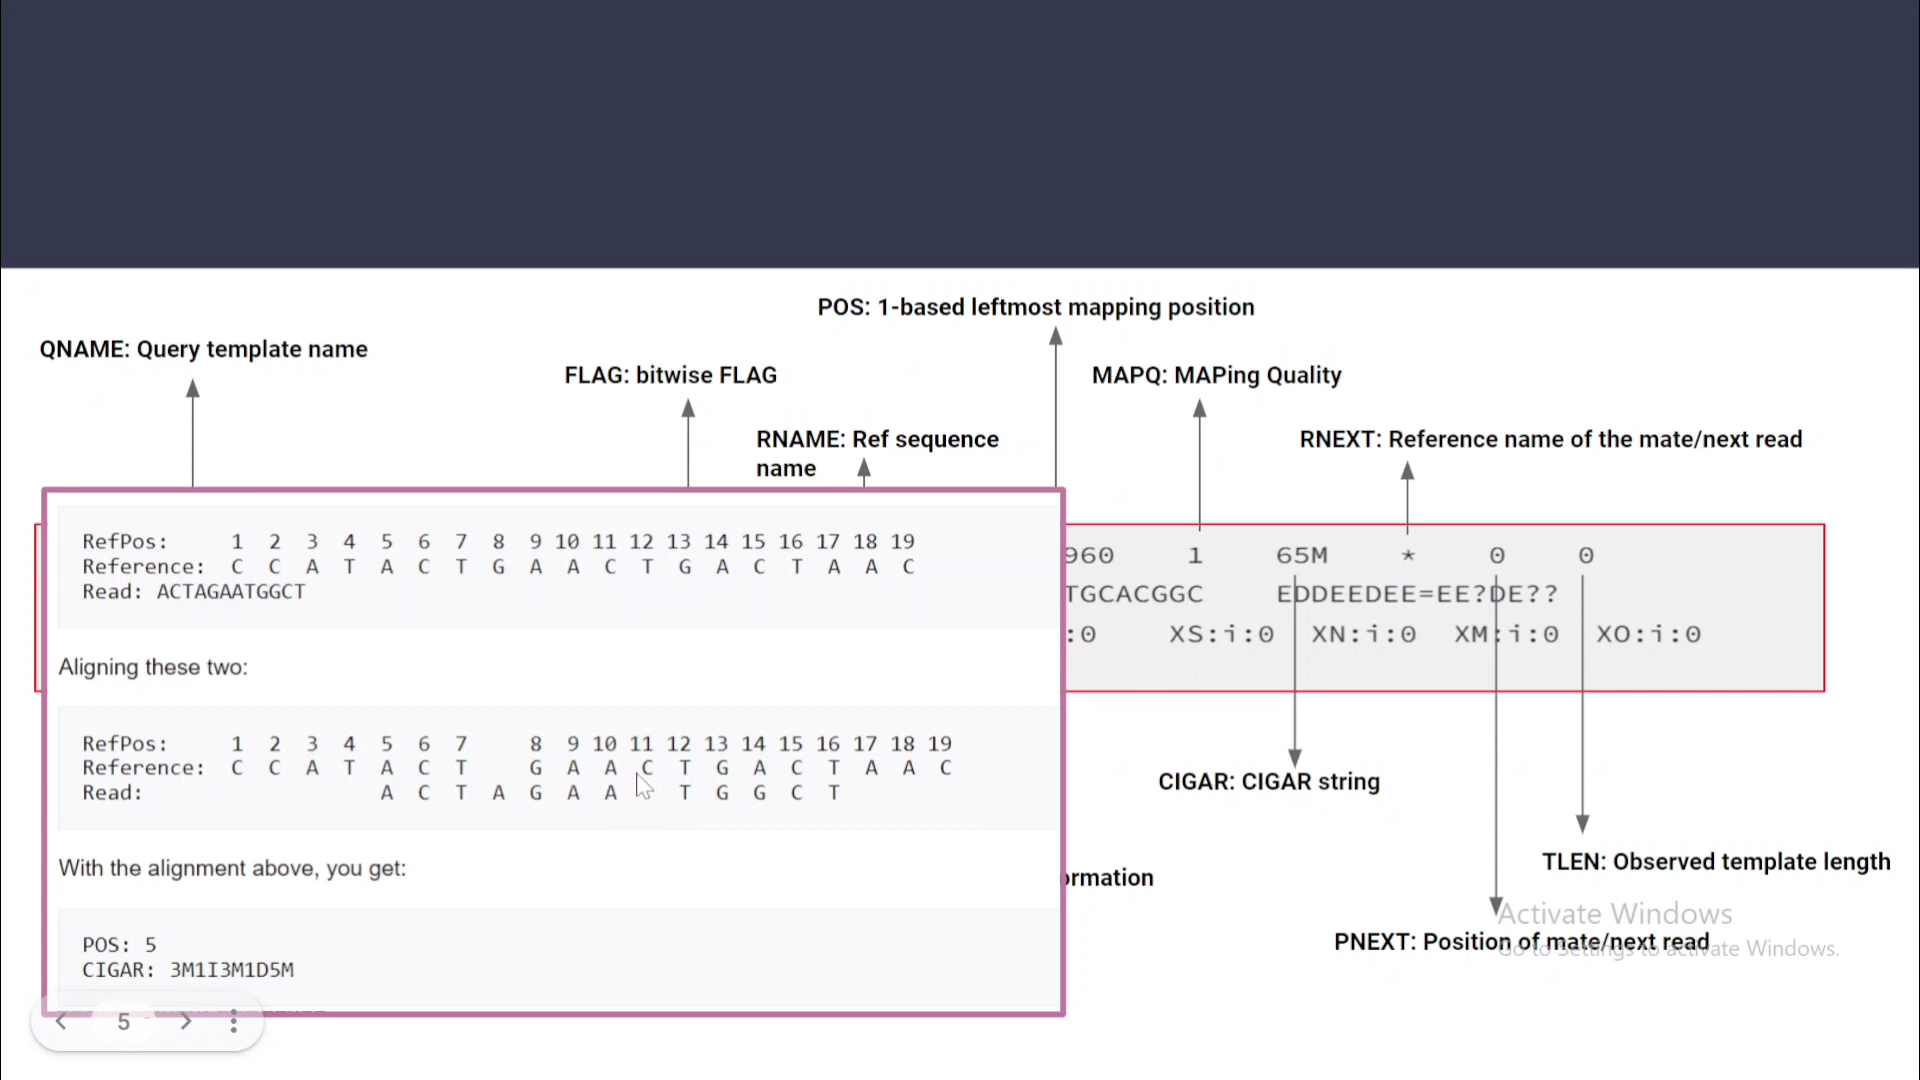 POS: 1-based leftmost mapping position
QNAME: Query template name
FLAG: bitwise FLAG
MAPQ: MAPing Quality
RNAME: Ref sequence
name
RNEXT: Reference name of the mate/next read
RefPos: 1 2 3 4 5 6 7 8 9 10 11 12 13 14 15 16 17 18 19
Reference: C C A T A C T G A A C T G A C T A A C
Read: ACTAGAATGGCT
Aligning these two:
RefPos: 1 2 3 4 5 6 7 8 9 10 11 12 13 14 15 16 17 18 19
Reference: C C A T A C T G A A C T G A C T A A C
Read: A C T A G A A T G G C T
With the alignment above, you get:
POS: 5
CIGAR: 3M1I3M1D5M
960 1 65M * 0 0
TGCACGGC EDDEEDEE=EE?DE??
:0 XS:i:0 XN:i:0 XM:i:0 XO:i:0
CIGAR: CIGAR string
TLEN: Observed template length
ormation
PNEXT: Position of mate/next read
Activate Windows
Go to Settings to activate Windows.
5